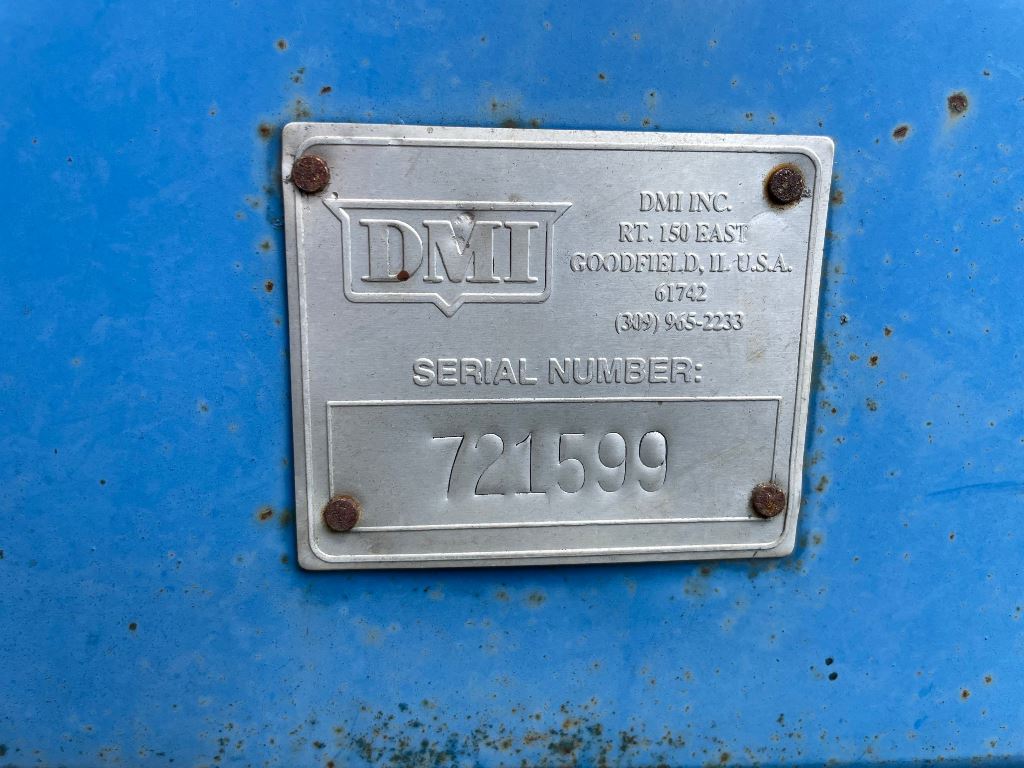 DMI
DMI INC.
RT. 150 EAST
GOODFIELD, IL U.S.A.
61742
(309) 965-2233
SERIAL NUMBER:
721599